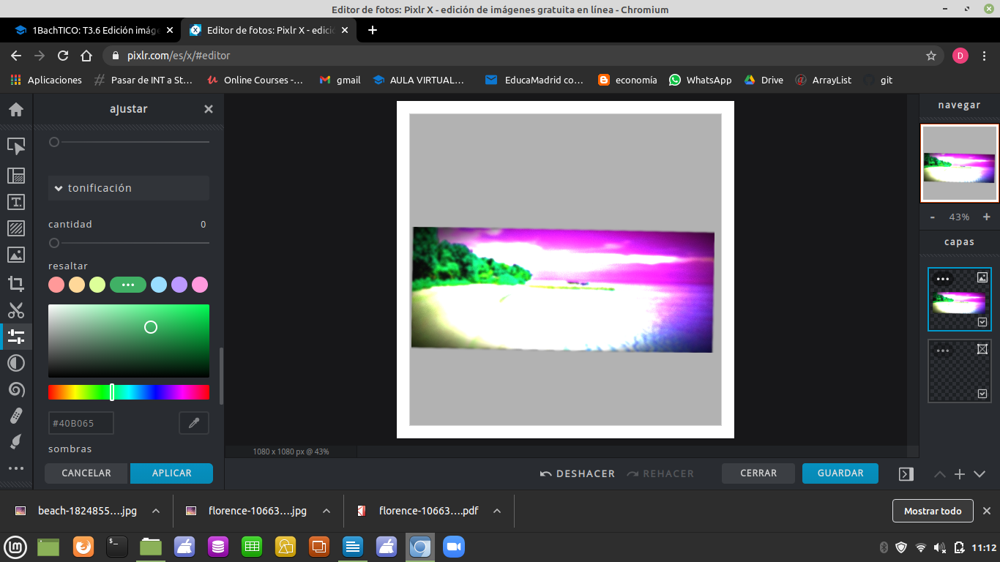 Editor de fotos: Pixlr X - edición de imágenes gratuita en línea - Chromium
1BachTICO: T3.6 Edición imáge
Editor de fotos: Pixlr X - edició
pixlr.com/es/x/#editor
D
Aplicaciones
Pasar de INT a St…
Online Courses -…
gmail
AULA VIRTUAL…
EducaMadrid co…
economía
WhatsApp
Drive
ArrayList
git
ajustar
tonificación
cantidad 0
resaltar
#40B065
sombras
CANCELAR
APLICAR
1080 x 1080 px @ 43%
DESHACER
REHACER
CERRAR
GUARDAR
navegar
- 43% +
capas
beach-1824855….jpg
florence-10663….jpg
florence-10663….pdf
Mostrar todo
11:12